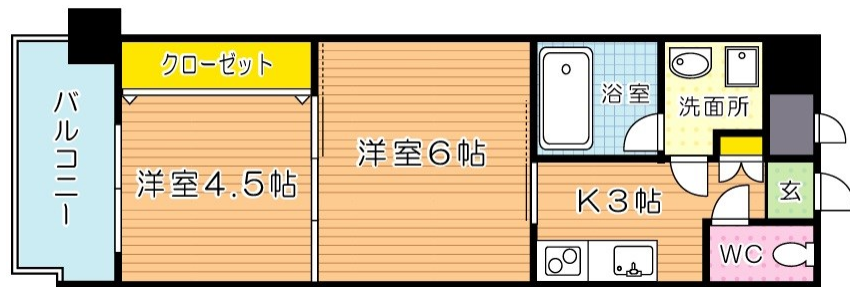 バルコニー
クローゼット
洋室4.5帖
洋室6帖
浴室
洗面所
K3帖
玄
WC